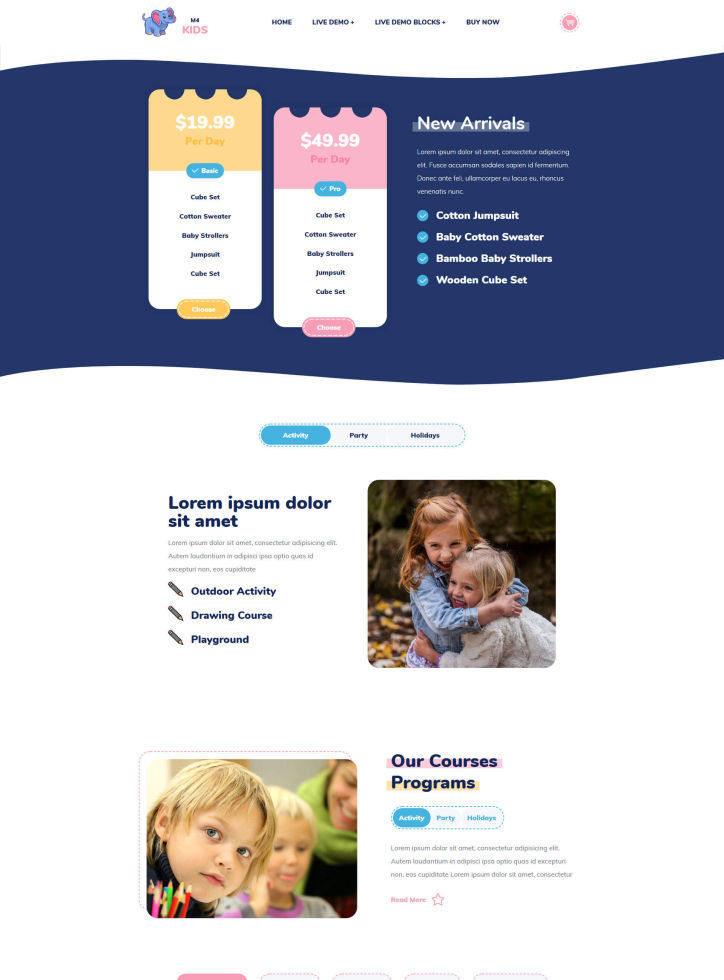 M4
KIDS
HOME
LIVE DEMO +
LIVE DEMO BLOCKS +
BUY NOW
$19.99
Per Day
Basic
Cube Set
Cotton Sweater
Baby Strollers
Jumpsuit
Cube Set
Choose
$49.99
Per Day
Pro
Cube Set
Cotton Sweater
Baby Strollers
Jumpsuit
Cube Set
Choose
New Arrivals
Lorem ipsum dolor sit amet, consectetur adipiscing
elit. Fusce accumsan sodales sapien id fermentum.
Donec ante feli, ullamcorper eu lacus eu, rhoncus
venenatis nunc.
Cotton Jumpsuit
Baby Cotton Sweater
Bamboo Baby Strollers
Wooden Cube Set
Activity
Party
Holidays
Lorem ipsum dolor
sit amet
Lorem ipsum dolor sit amet, consectetur adipisicing elit.
Autem laudantium in adipisci ipsa optio quas id
excepturi non, eos cupiditate
Outdoor Activity
Drawing Course
Playground
Our Courses
Programs
Activity
Party
Holidays
Lorem ipsum dolor sit amet, consectetur adipisicing elit.
Autem laudantium in adipisci ipsa optio quas id excepturi
non, eos cupiditate Lorem ipsum dolor sit amet, consectetur
Read More